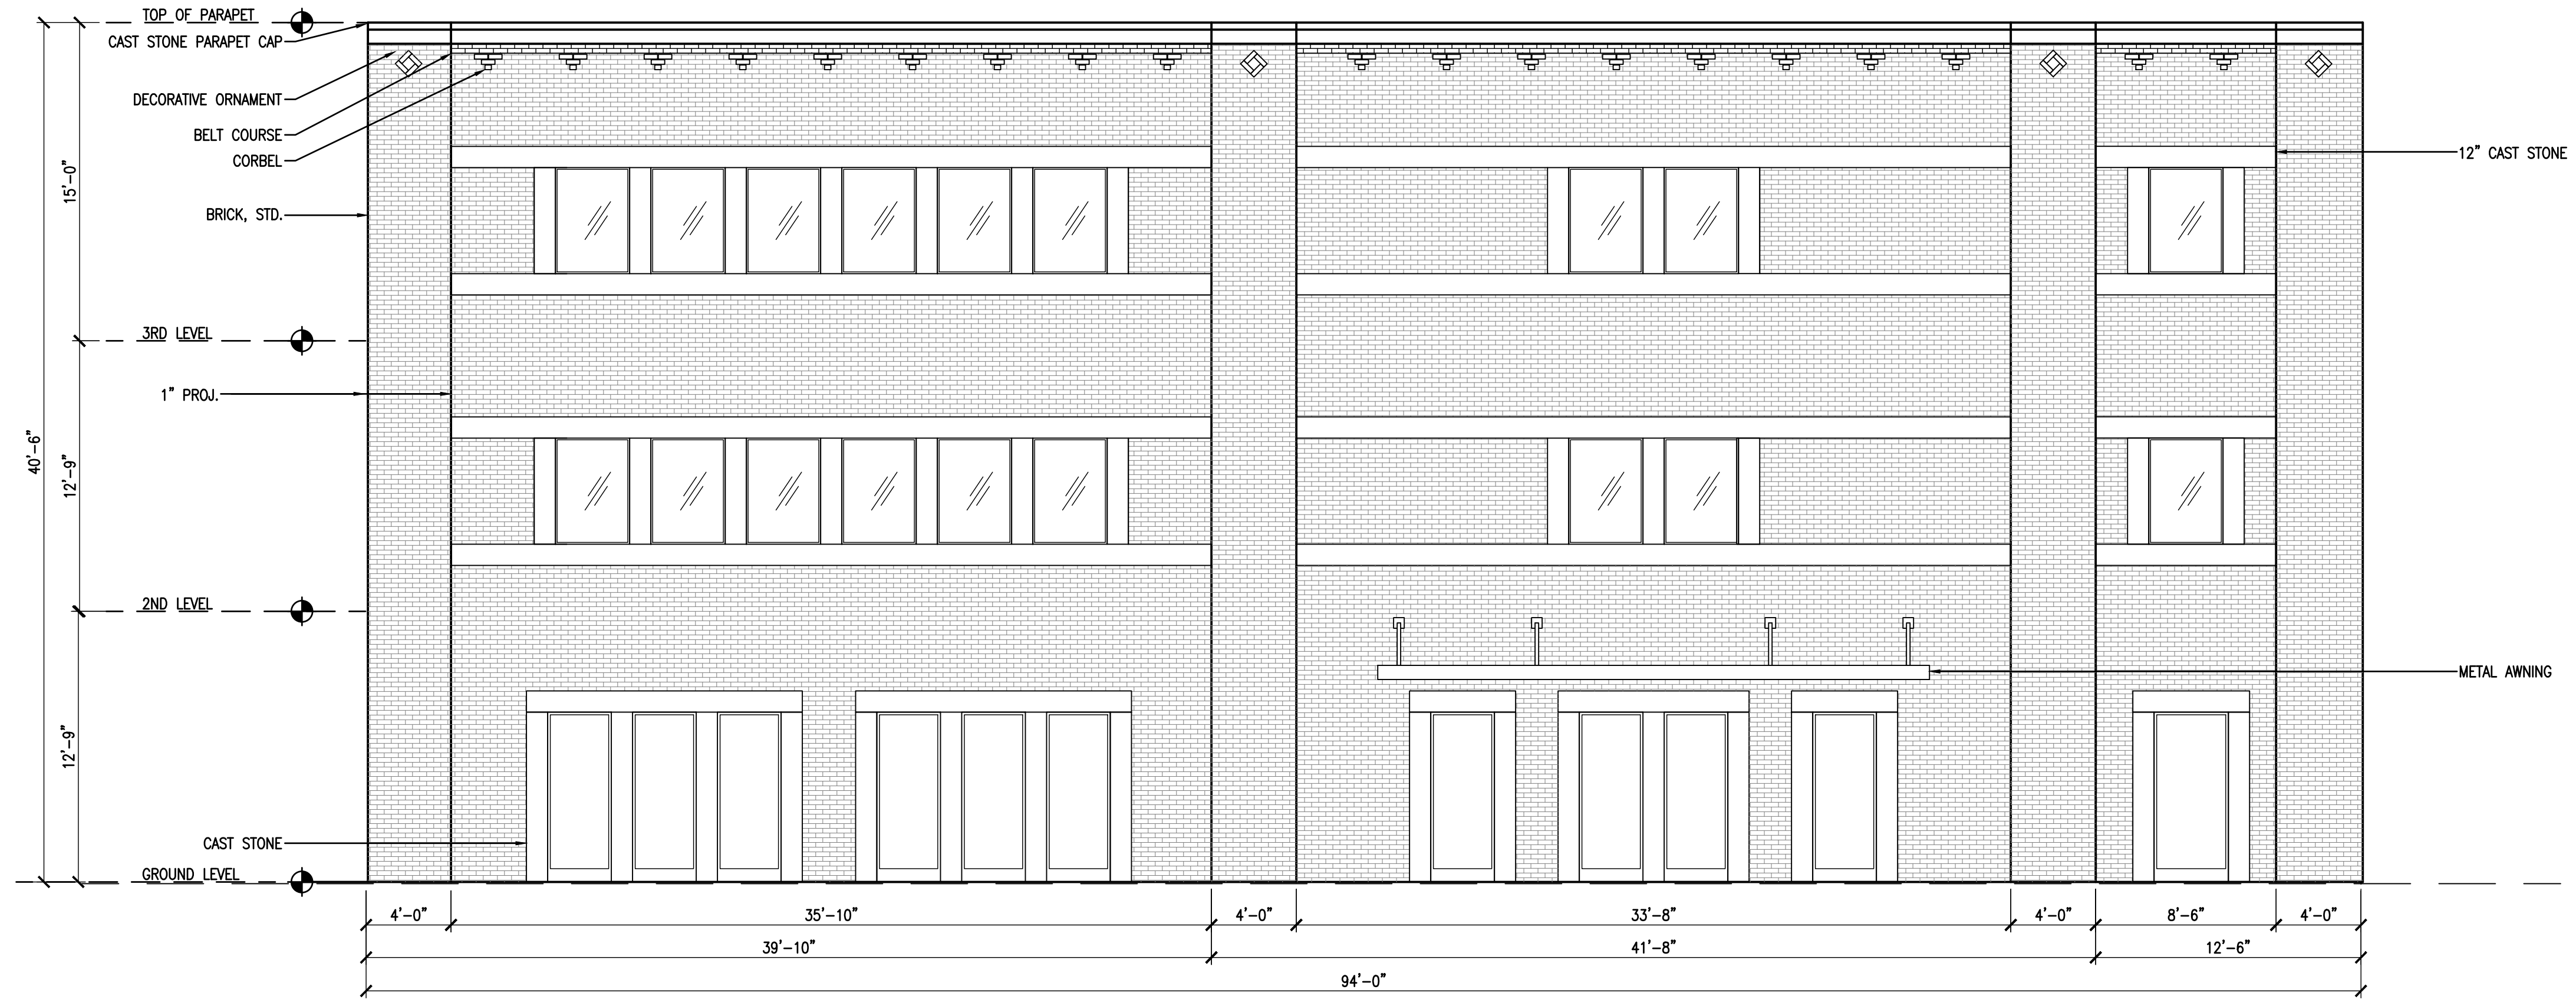 TOP OF PARAPET
CAST STONE PARAPET CAP
DECORATIVE ORNAMENT
BELT COURSE
CORBEL
12" CAST STONE
15'-0"
BRICK, STD.
3RD LEVEL
1" PROJ.
40'-6"
12'-9"
2ND LEVEL
METAL AWNING
12'-9"
CAST STONE
GROUND LEVEL
4'-0" 35'-10" 4'-0" 33'-8" 4'-0" 8'-6" 4'-0"
39'-10" 41'-8" 12'-6"
94'-0"